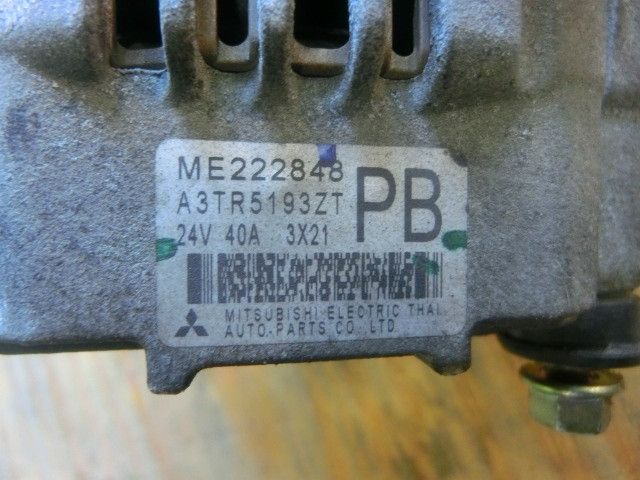 ME222848
A3TR5193ZT
24V 40A 3X21
PB
MITSUBISHI ELECTRIC THAI
AUTO-PARTS CO., LTD